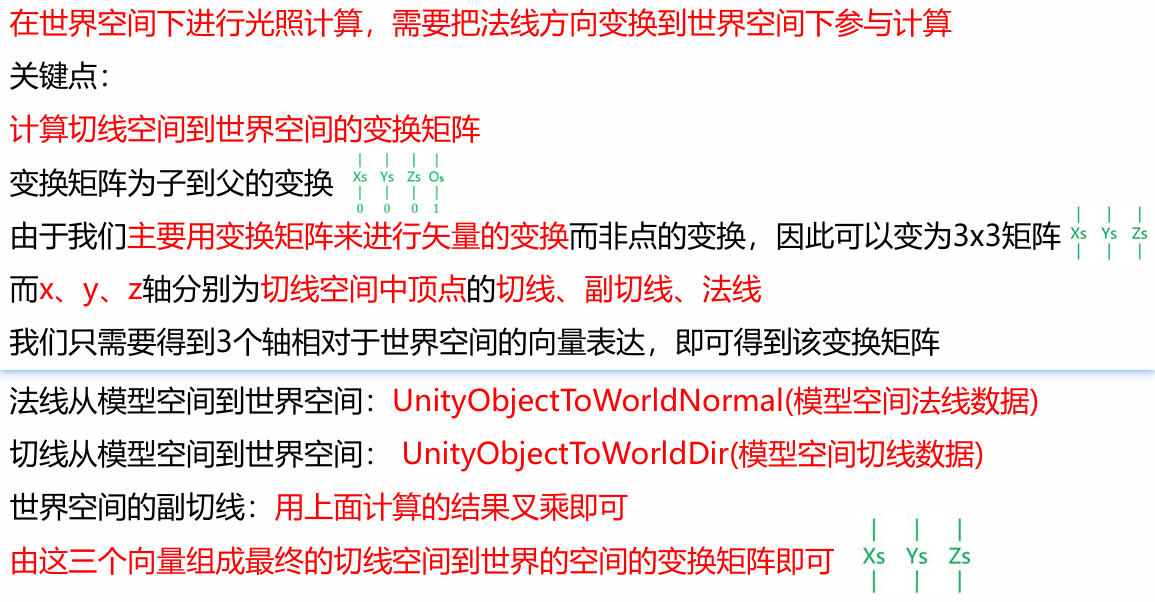 在世界空间下进行光照计算，需要把法线方向变换到世界空间下参与计算
关键点：
计算切线空间到世界空间的变换矩阵
变换矩阵为子到父的变换
| | | |
Xs Ys Zs Os
| | | |
0 0 0 1
由于我们主要用变换矩阵来进行矢量的变换而非点的变换，因此可以变为3x3矩阵
| | |
Xs Ys Zs
| | |
而x、y、z轴分别为切线空间中顶点的切线、副切线、法线
我们只需要得到3个轴相对于世界空间的向量表达，即可得到该变换矩阵
法线从模型空间到世界空间：UnityObjectToWorldNormal(模型空间法线数据)
切线从模型空间到世界空间： UnityObjectToWorldDir(模型空间切线数据)
世界空间的副切线：用上面计算的结果叉乘即可
由这三个向量组成最终的切线空间到世界的空间的变换矩阵即可
| | |
Xs Ys Zs
| | |